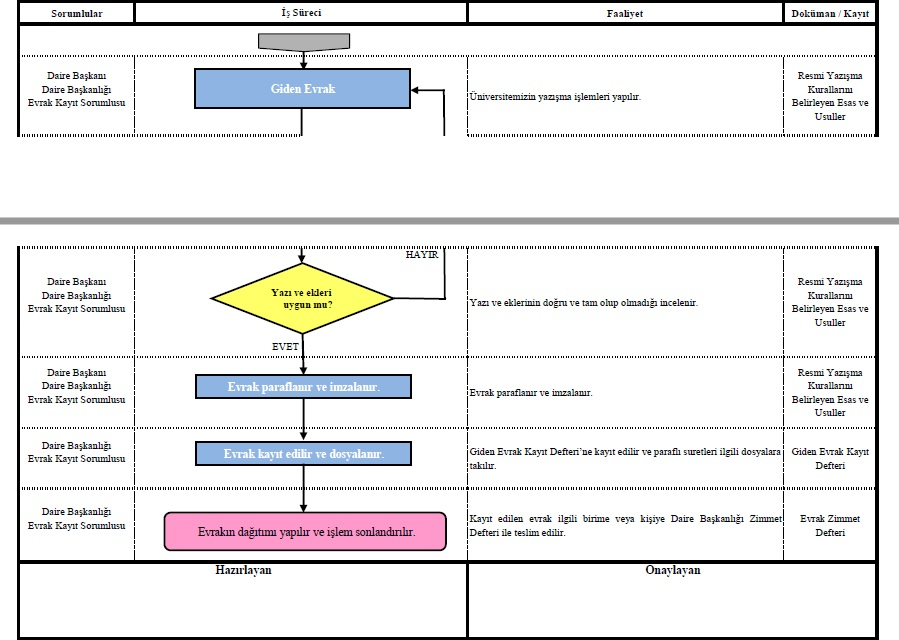 Sorumlular İş Süreci Faaliyet Doküman / Kayıt
Daire Başkanı
Daire Başkanlığı
Evrak Kayıt Sorumlusu
Giden Evrak
Üniversitemizin yazışma işlemleri yapılır.
Resmi Yazışma
Kurallarını
Belirleyen Esas ve
Usuller
HAYIR
Daire Başkanı
Daire Başkanlığı
Evrak Kayıt Sorumlusu
Yazı ve ekleri
uygun mu?
Yazı ve eklerinin doğru ve tam olup olmadığı incelenir.
Resmi Yazışma
Kurallarını
Belirleyen Esas ve
Usuller
EVET
Daire Başkanı
Daire Başkanlığı
Evrak Kayıt Sorumlusu
Evrak paraflanır ve imzalanır.
Evrak paraflanır ve imzalanır.
Resmi Yazışma
Kurallarını
Belirleyen Esas ve
Usuller
Daire Başkanlığı
Evrak Kayıt Sorumlusu
Evrak kayıt edilir ve dosyalanır.
Giden Evrak Kayıt Defteri’ne kayıt edilir ve paraflı suretleri ilgili dosyalara
takılır.
Giden Evrak Kayıt
Defteri
Daire Başkanlığı
Evrak Kayıt Sorumlusu
Evrakın dağıtımı yapılır ve işlem sonlandırılır.
Kayıt edilen evrak ilgili birime veya kişiye Daire Başkanlığı Zimmet
Defteri ile teslim edilir.
Evrak Zimmet
Defteri
Hazırlayan Onaylayan